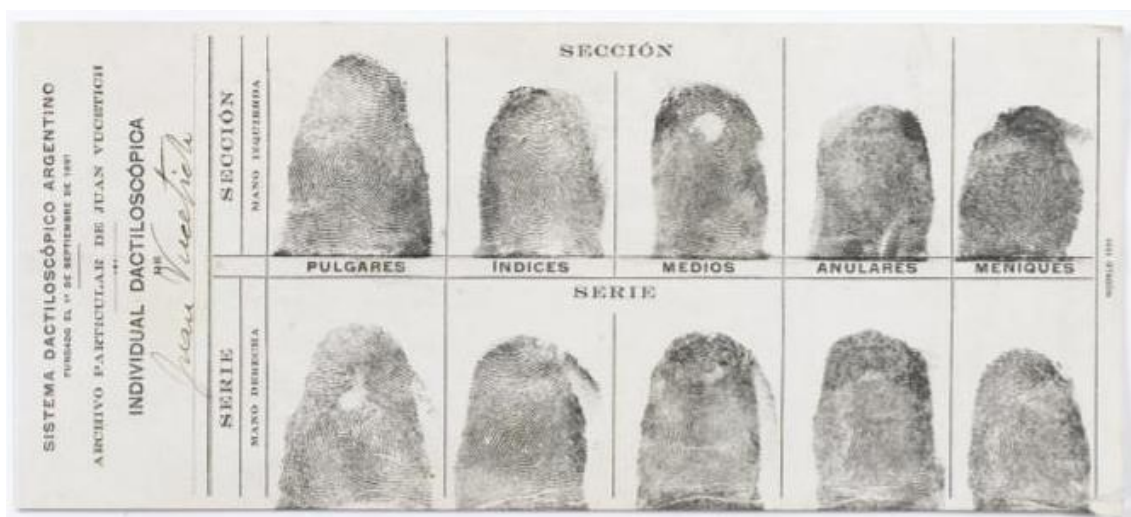 SISTEMA DACTILOSCÓPICO ARGENTINO
FUNDADO EL 1º DE SEPTIEMBRE DE 1891
ARCHIVO PARTICULAR DE JUAN VUCETICH
INDIVIDUAL DACTILOSCÓPICA
DE
Juan Vucetich
SECCIÓN
MANO IZQUIERDA
SECCIÓN
PULGARES ÍNDICES MEDIOS ANULARES MEÑIQUES
SERIE
MANO DERECHA
SERIE